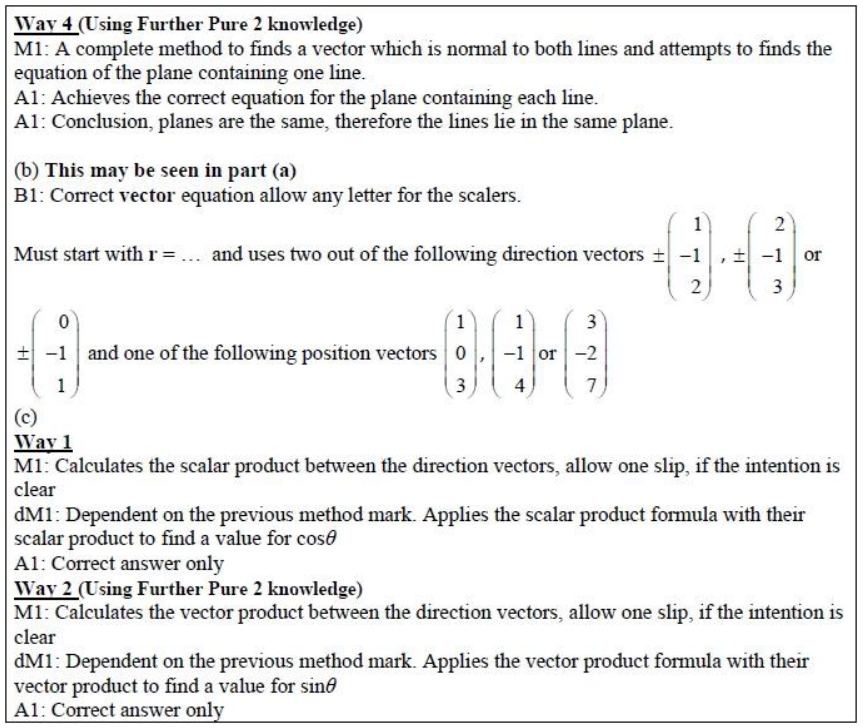 Way 4 (Using Further Pure 2 knowledge)
M1: A complete method to finds a vector which is normal to both lines and attempts to finds the
equation of the plane containing one line.
A1: Achieves the correct equation for the plane containing each line.
A1: Conclusion, planes are the same, therefore the lines lie in the same plane.
(b) This may be seen in part (a)
B1: Correct vector equation allow any letter for the scalers.
Must start with r = … and uses two out of the following direction vectors ± (1 −1 2) , ± (2 −1 3) or
± (0 −1 1) and one of the following position vectors (1 0 3) , (1 −1 4) or (3 −2 7)
(c)
Way 1
M1: Calculates the scalar product between the direction vectors, allow one slip, if the intention is
clear
dM1: Dependent on the previous method mark. Applies the scalar product formula with their
scalar product to find a value for cosθ
A1: Correct answer only
Way 2 (Using Further Pure 2 knowledge)
M1: Calculates the vector product between the direction vectors, allow one slip, if the intention is
clear
dM1: Dependent on the previous method mark. Applies the vector product formula with their
vector product to find a value for sinθ
A1: Correct answer only